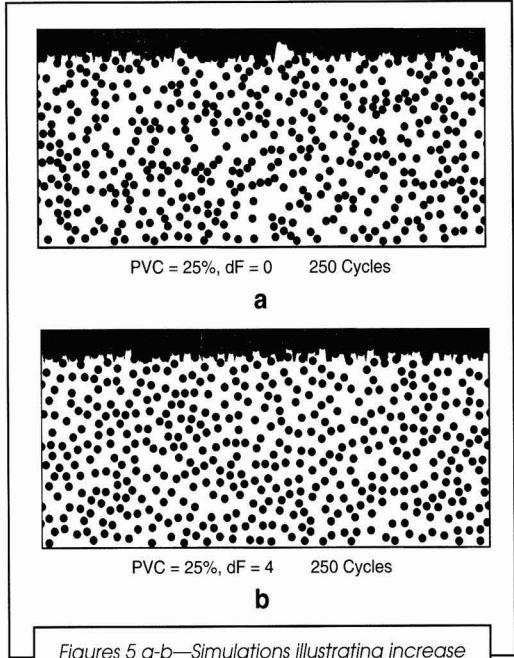 PVC = 25%, dF = 0 250 Cycles
a
PVC = 25%, dF = 4 250 Cycles
b
Figures 5 a-b—Simulations illustrating increase